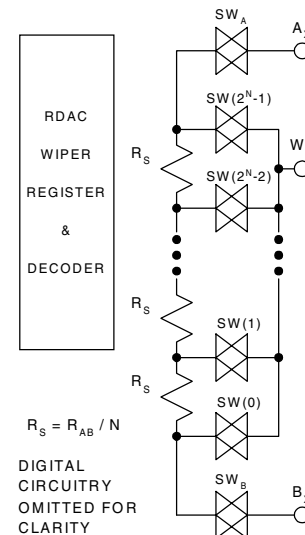 SW_A
A
SW(2^N-1)
RDAC
WIPER
REGISTER
&
DECODER
R_S
W
SW(2^N-2)
R_S
SW(1)
R_S
SW(0)
R_S = R_AB / N
DIGITAL
CIRCUITRY
OMITTED FOR
CLARITY
SW_B
B